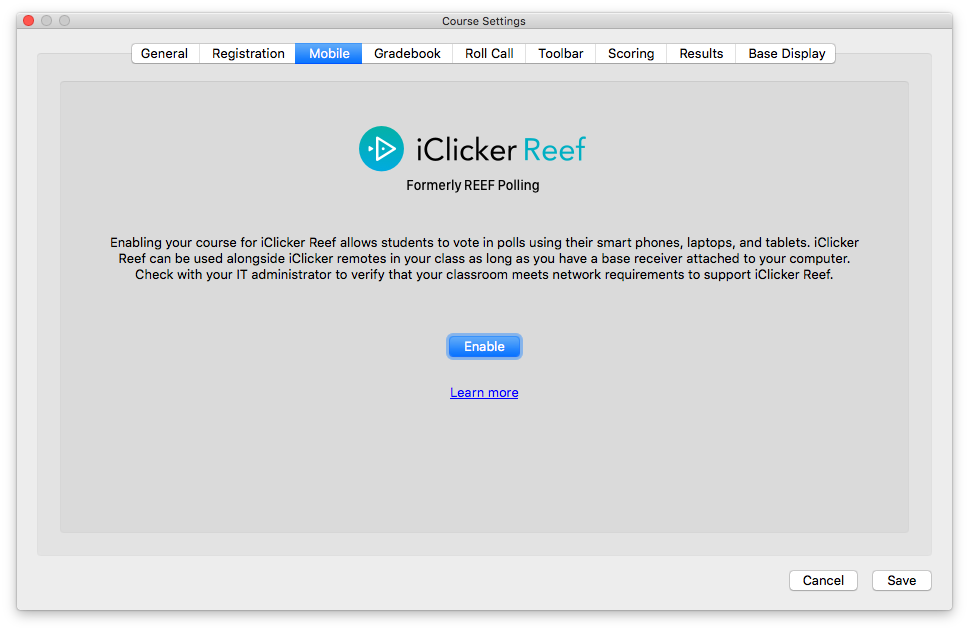 Course Settings
General Registration Mobile Gradebook Roll Call Toolbar Scoring Results Base Display
iClicker Reef
Formerly REEF Polling
Enabling your course for iClicker Reef allows students to vote in polls using their smart phones, laptops, and tablets. iClicker
Reef can be used alongside iClicker remotes in your class as long as you have a base receiver attached to your computer.
Check with your IT administrator to verify that your classroom meets network requirements to support iClicker Reef.
Enable
Learn more
Cancel Save